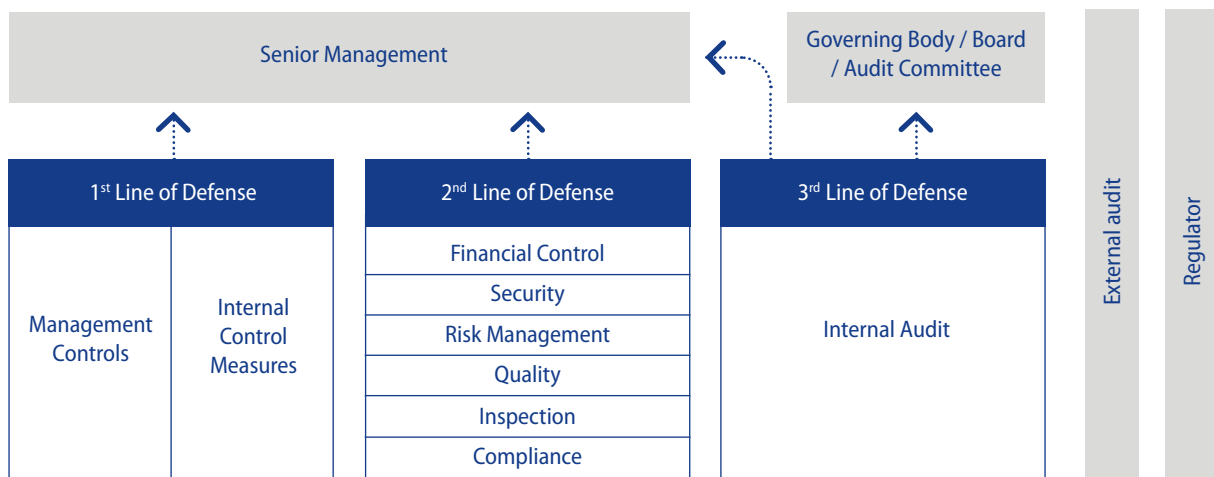 Senior Management
Governing Body / Board
/ Audit Committee
1st Line of Defense
2nd Line of Defense
3rd Line of Defense
Management
Controls
Internal
Control
Measures
Financial Control
Security
Risk Management
Quality
Inspection
Compliance
Internal Audit
External audit
Regulator